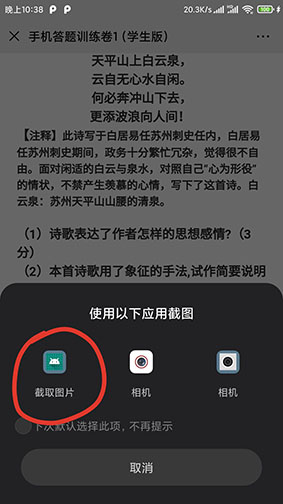 晚上10:38 P P 20.3K/s
手机答题训练卷1 (学生版)
天平山上白云泉，
云自无心水自闲。
何必奔冲山下去，
更添波浪向人间！
【注释】此诗写于白居易任苏州刺史任内，白居易
任苏州刺史期间，政务十分繁忙冗杂，觉得很不自
由。面对闲适的白云与泉水，对照自己“心为形役”
的情状，不禁产生羡慕的心情，写下了这首诗。白
云泉：苏州天平山山腰的清泉。
（1）诗歌表达了作者怎样的思想感情?（3
分）
（2）本首诗歌用了象征的手法,试作简要说明
使用以下应用截图
截取图片 相机 相机
下次默认选择此项，不再提示
取消